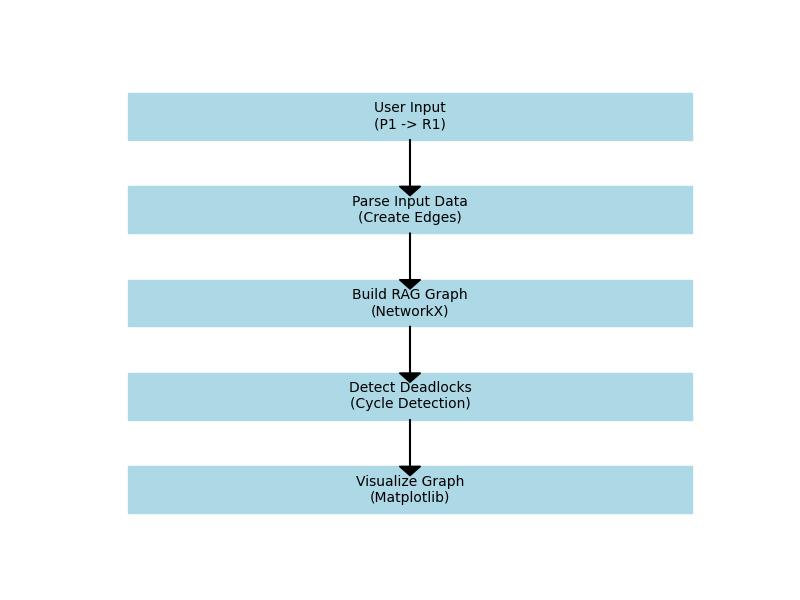 User Input
(P1 -> R1)
Parse Input Data
(Create Edges)
Build RAG Graph
(NetworkX)
Detect Deadlocks
(Cycle Detection)
Visualize Graph
(Matplotlib)